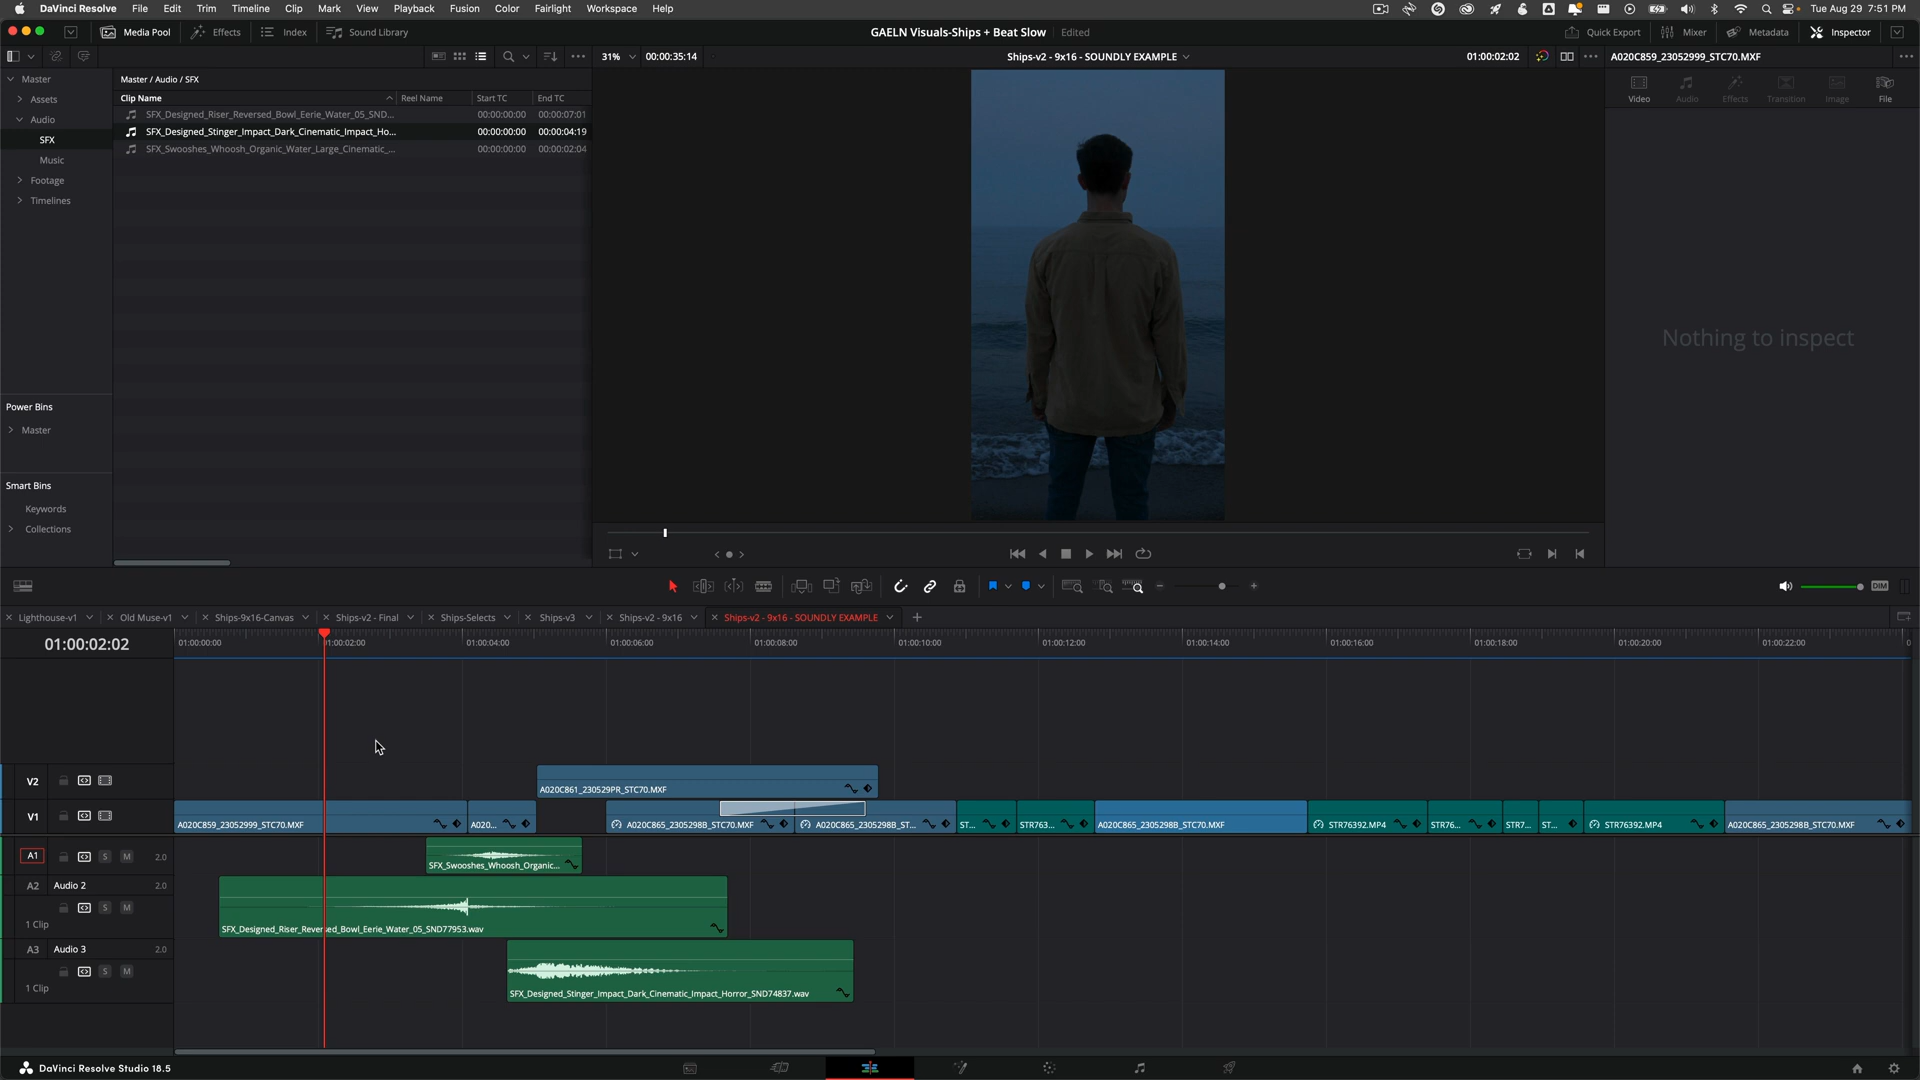 DaVinci Resolve File Edit Trim Timeline Clip Mark View Playback Fusion Color Fairlight Workspace Help Tue Aug 29 7:51 PM
Media Pool Effects Index Sound Library GAELN Visuals-Ships + Beat Slow Edited Quick Export Mixer Metadata Inspector
31% 00:00:35:14 Ships-v2 - 9x16 - SOUNDLY EXAMPLE 01:00:02:02 A020C859_23052999_STC70.MXF
Master Master / Audio / SFX
Clip Name Reel Name Start TC End TC
Video Audio Effects Transition Image File
Assets
SFX_Designed_Riser_Reversed_Bowl_Eerie_Water_05_SND... 00:00:00:00 00:00:07:01
Audio
SFX_Designed_Stinger_Impact_Dark_Cinematic_Impact_Ho... 00:00:00:00 00:00:04:19
SFX
SFX_Swooshes_Whoosh_Organic_Water_Large_Cinematic_... 00:00:00:00 00:00:02:04
Music
Footage
Timelines
Nothing to inspect
Power Bins
Master
Smart Bins
Keywords
Collections
DIM
Lighthouse-v1 Old Muse-v1 Ships-9x16-Canvas Ships-v2 - Final Ships-Selects Ships-v3 Ships-v2 - 9x16 Ships-v2 - 9x16 - SOUNDLY EXAMPLE
01:00:02:02 01:00:00:00 01:00:02:00 01:00:04:00 01:00:06:00 01:00:08:00 01:00:10:00 01:00:12:00 01:00:14:00 01:00:16:00 01:00:18:00 01:00:20:00 01:00:22:00
V2 A020C861_230529PR_STC70.MXF
V1 A020C859_23052999_STC70.MXF A020... A020C865_2305298B_STC70.MXF A020C865_2305298B_ST... ST... STR763... A020C865_2305298B_STC70.MXF STR76392.MP4 STR76... STR7... ST... STR76392.MP4 A020C865_2305298B_STC70.MXF
A1 S M 2.0 SFX_Swooshes_Whoosh_Organic...
A2 Audio 2 2.0
S M
1 Clip SFX_Designed_Riser_Reversed_Bowl_Eerie_Water_05_SND77953.wav
A3 Audio 3 2.0
S M
1 Clip SFX_Designed_Stinger_Impact_Dark_Cinematic_Impact_Horror_SND74837.wav
DaVinci Resolve Studio 18.5